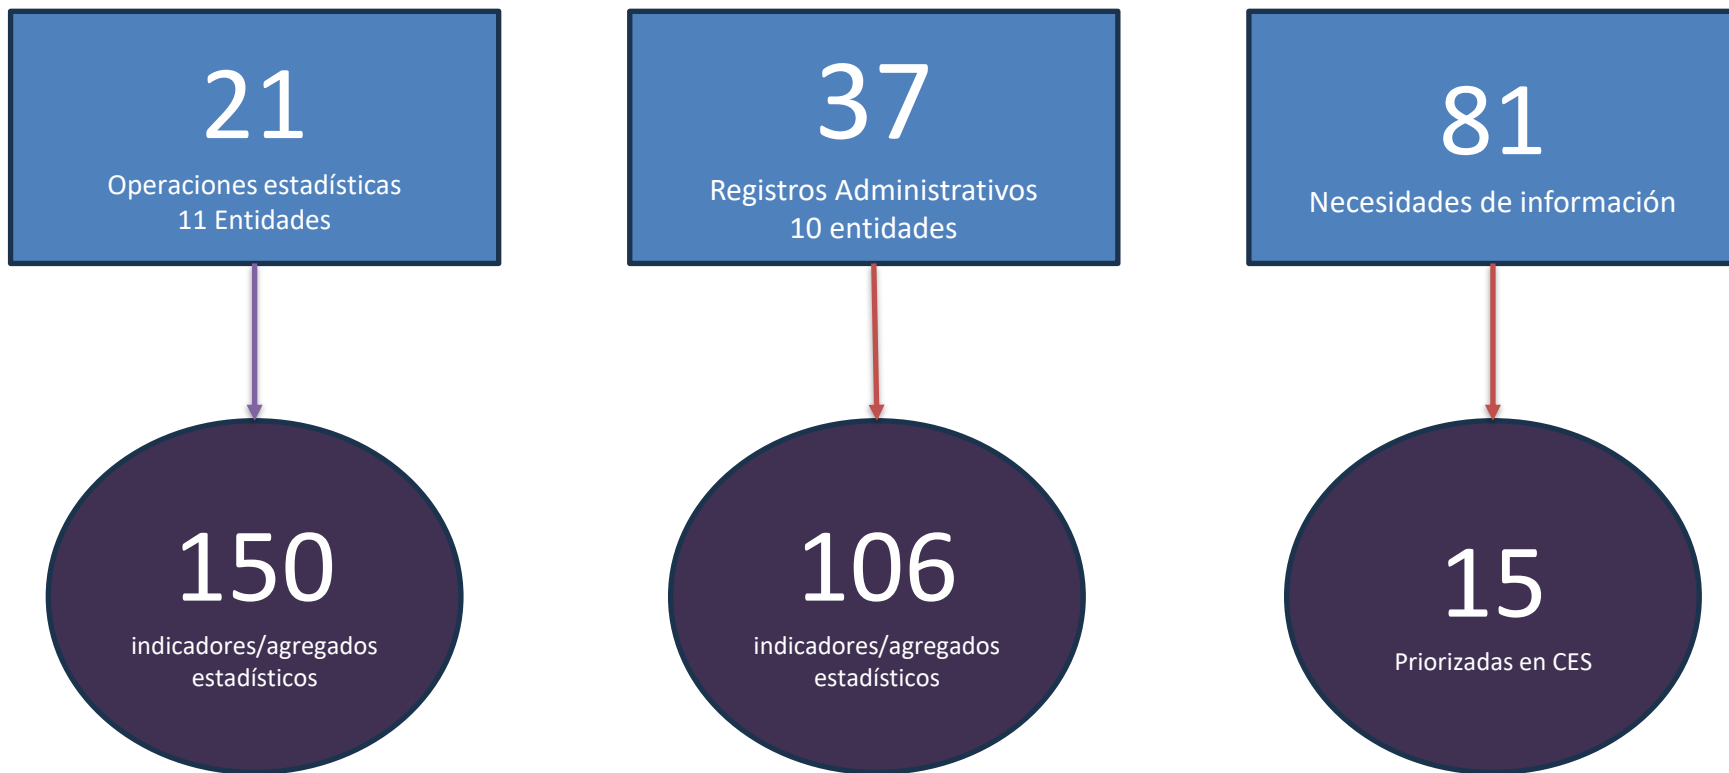 21
Operaciones estadísticas
11 Entidades
37
Registros Administrativos
10 entidades
81
Necesidades de información
150
indicadores/agregados
estadísticos
106
indicadores/agregados
estadísticos
15
Priorizadas en CES